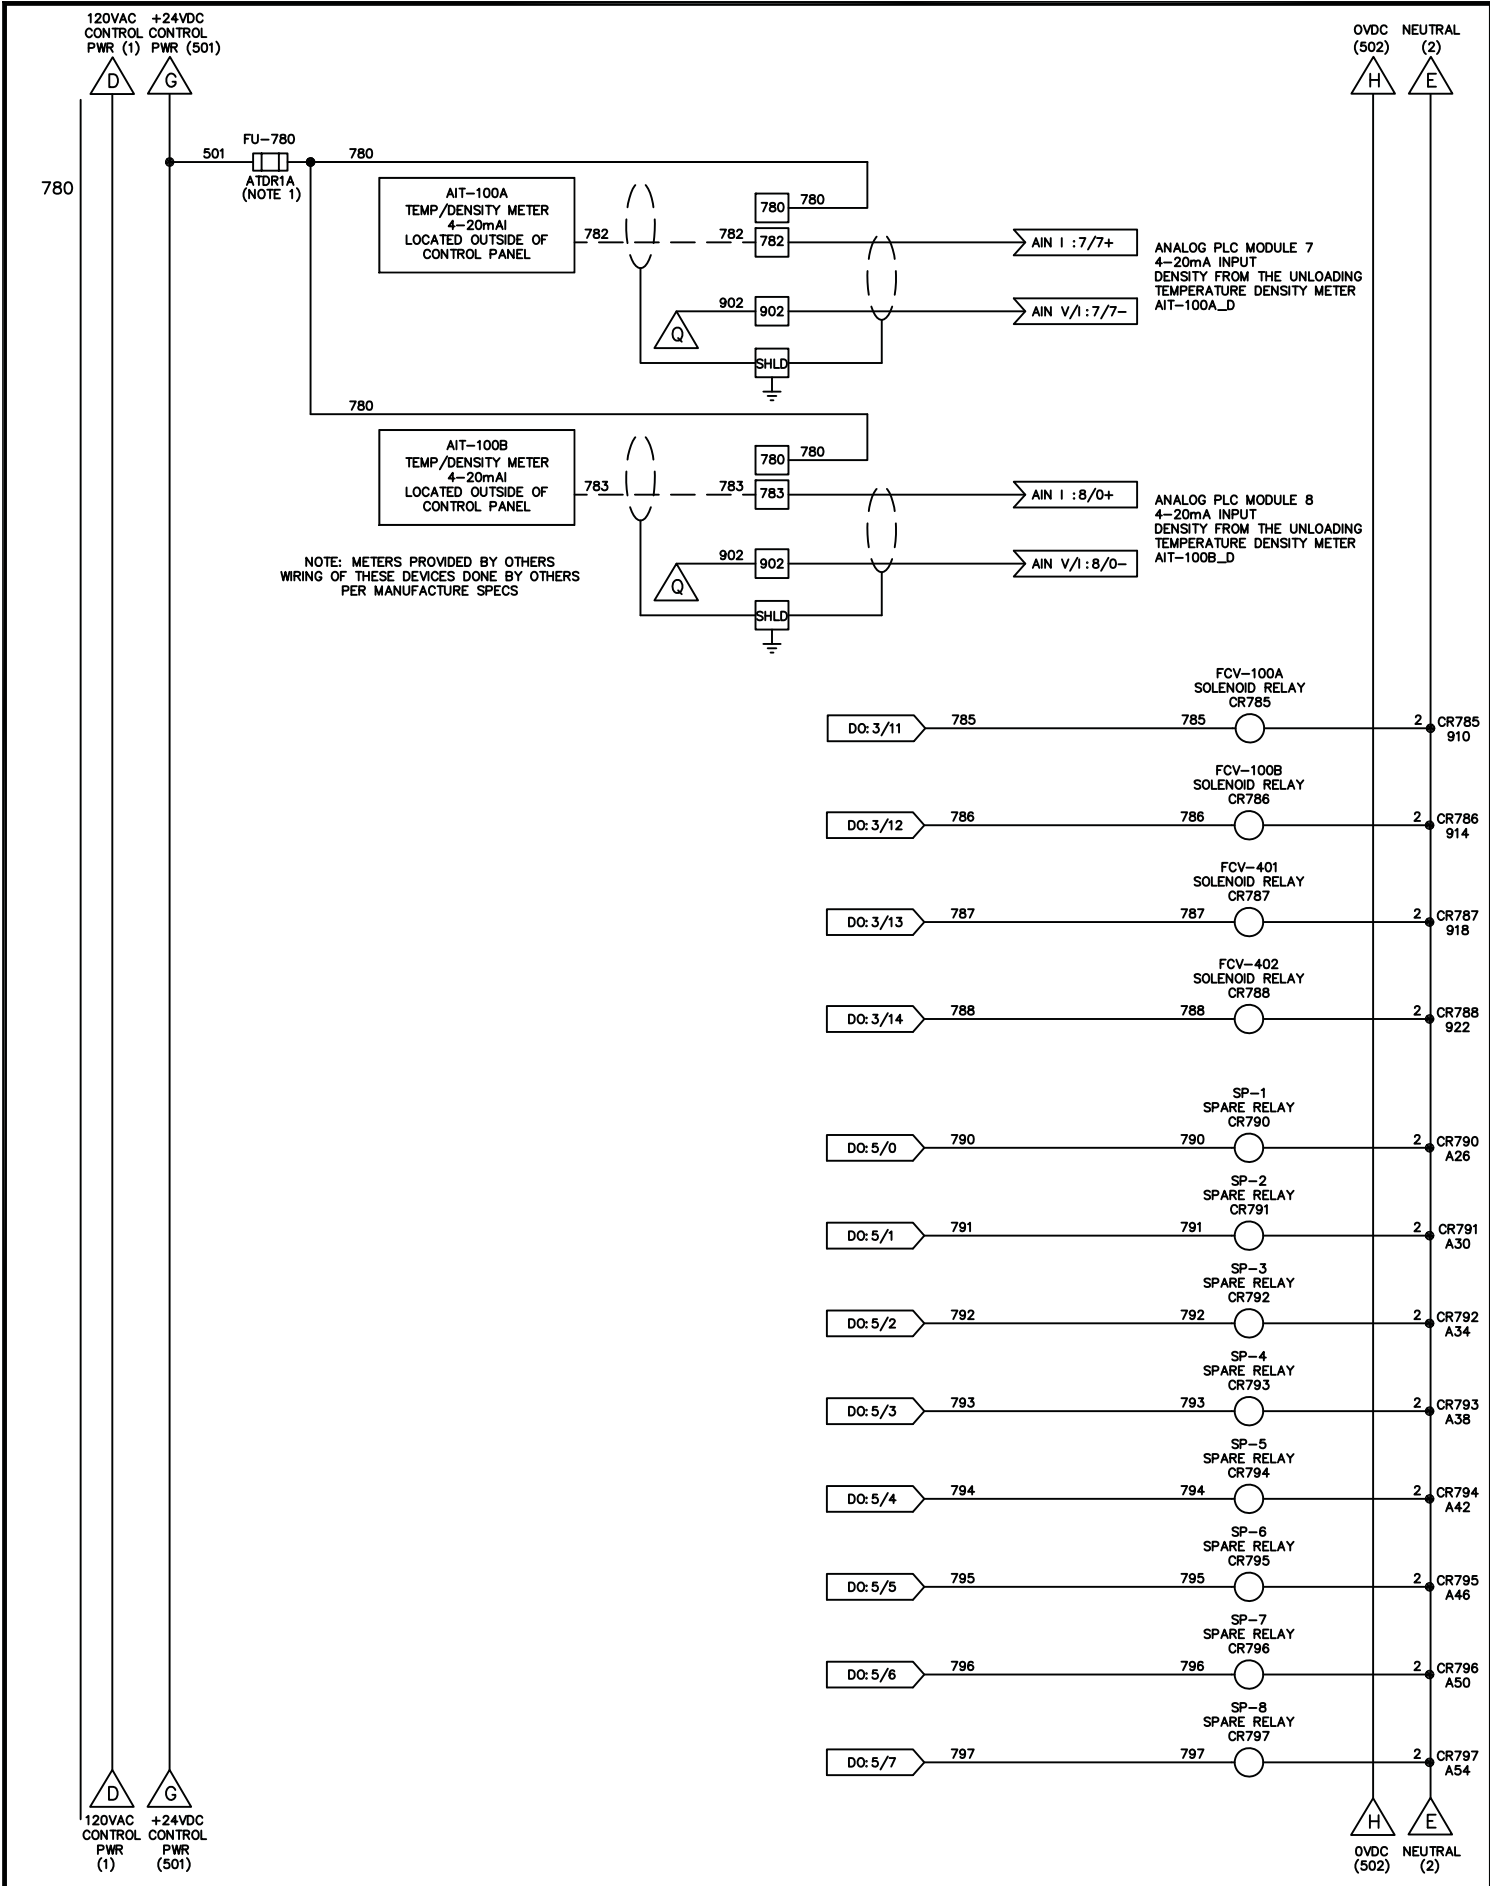 120VAC
CONTROL
PWR (1)
+24VDC
CONTROL
PWR (501)
0VDC
(502)
NEUTRAL
(2)
D
G
H
E
780
501
FU-780
ATDR1A
(NOTE 1)
780
AIT-100A
TEMP/DENSITY METER
4-20mAI
LOCATED OUTSIDE OF
CONTROL PANEL
780
780
782
782
782
AIN I :7/7+
902
902
AIN V/I:7/7-
Q
SHLD
ANALOG PLC MODULE 7
4-20mA INPUT
DENSITY FROM THE UNLOADING
TEMPERATURE DENSITY METER
AIT-100A_D
780
AIT-100B
TEMP/DENSITY METER
4-20mAI
LOCATED OUTSIDE OF
CONTROL PANEL
780
780
783
783
783
AIN I :8/0+
902
902
AIN V/I:8/0-
Q
SHLD
ANALOG PLC MODULE 8
4-20mA INPUT
DENSITY FROM THE UNLOADING
TEMPERATURE DENSITY METER
AIT-100B_D
NOTE: METERS PROVIDED BY OTHERS
WIRING OF THESE DEVICES DONE BY OTHERS
PER MANUFACTURE SPECS
FCV-100A
SOLENOID RELAY
CR785
DO:3/11
785
785
2
CR785
910
FCV-100B
SOLENOID RELAY
CR786
DO:3/12
786
786
2
CR786
914
FCV-401
SOLENOID RELAY
CR787
DO:3/13
787
787
2
CR787
918
FCV-402
SOLENOID RELAY
CR788
DO:3/14
788
788
2
CR788
922
SP-1
SPARE RELAY
CR790
DO:5/0
790
790
2
CR790
A26
SP-2
SPARE RELAY
CR791
DO:5/1
791
791
2
CR791
A30
SP-3
SPARE RELAY
CR792
DO:5/2
792
792
2
CR792
A34
SP-4
SPARE RELAY
CR793
DO:5/3
793
793
2
CR793
A38
SP-5
SPARE RELAY
CR794
DO:5/4
794
794
2
CR794
A42
SP-6
SPARE RELAY
CR795
DO:5/5
795
795
2
CR795
A46
SP-7
SPARE RELAY
CR796
DO:5/6
796
796
2
CR796
A50
SP-8
SPARE RELAY
CR797
DO:5/7
797
797
2
CR797
A54
D
G
H
E
120VAC
CONTROL
PWR
(1)
+24VDC
CONTROL
PWR
(501)
0VDC
(502)
NEUTRAL
(2)